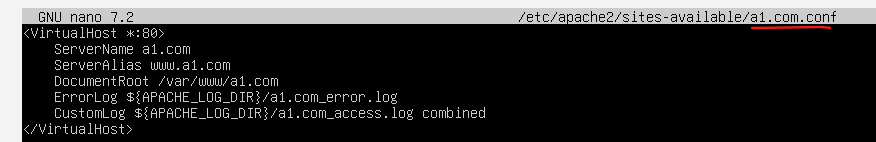 GNU nano 7.2 /etc/apache2/sites-available/a1.com.conf
<VirtualHost *:80>
ServerName a1.com
ServerAlias www.a1.com
DocumentRoot /var/www/a1.com
ErrorLog ${APACHE_LOG_DIR}/a1.com_error.log
CustomLog ${APACHE_LOG_DIR}/a1.com_access.log combined
</VirtualHost>